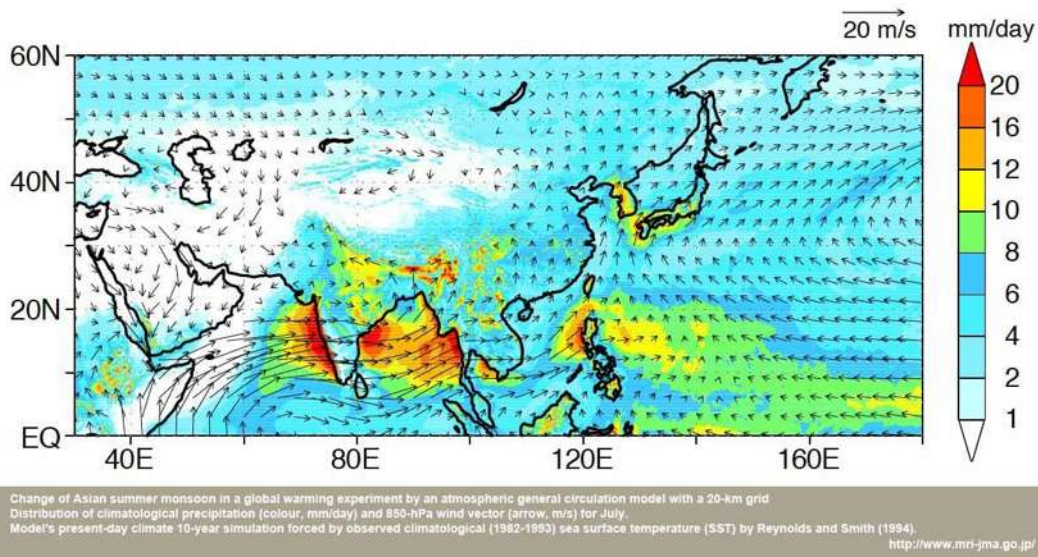 20 m/s
mm/day
60N
40N
20N
EQ
40E 80E 120E 160E
20
16
12
10
8
6
4
2
1
Change of Asian summer monsoon in a global warming experiment by an atmospheric general circulation model with a 20-km grid
Distribution of climatological precipitation (colour, mm/day) and 850-hPa wind vector (arrow, m/s) for July.
Model's present-day climate 10-year simulation forced by observed climatological (1982-1993) sea surface temperature (SST) by Reynolds and Smith (1994).
http://www.mri-jma.go.jp/